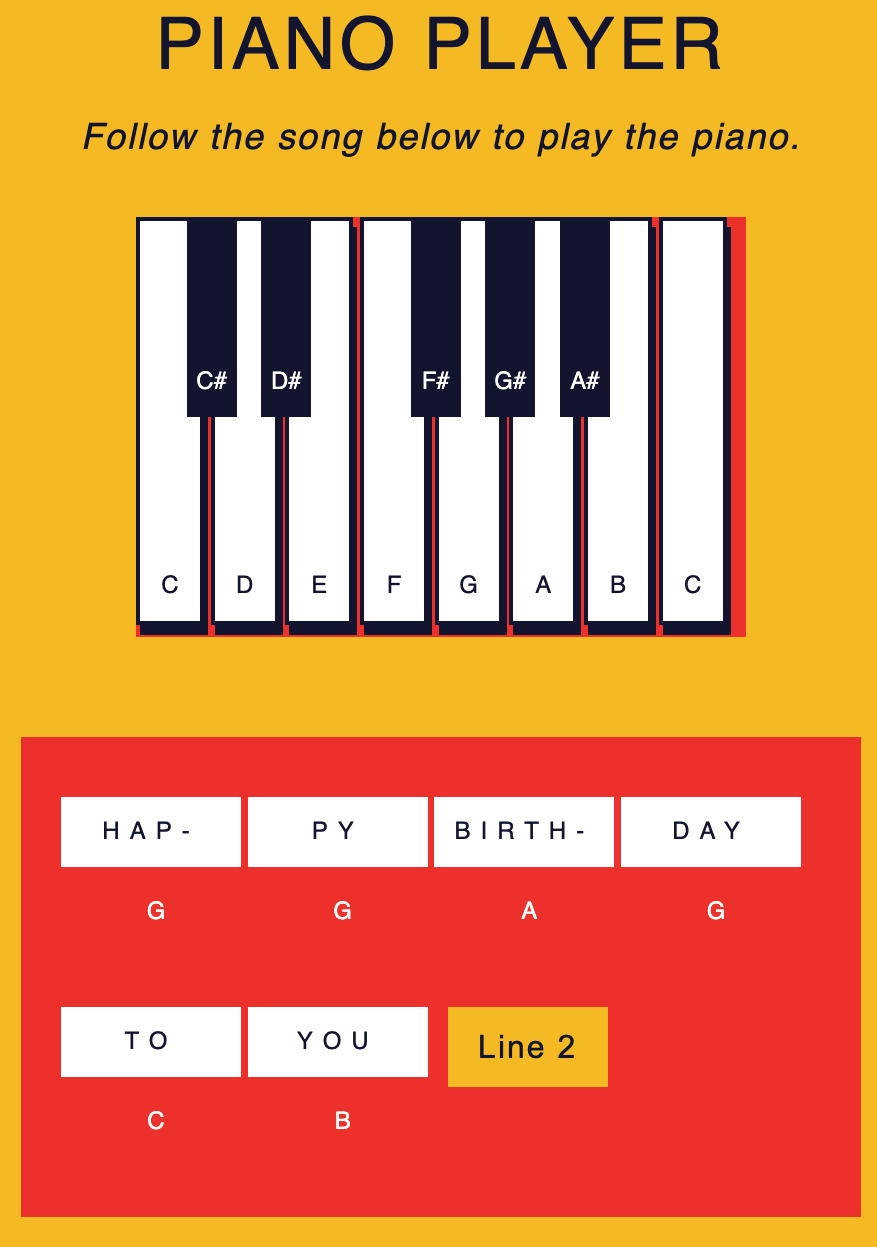 PIANO PLAYER
Follow the song below to play the piano.
C# D# F# G# A#
C D E F G A B C
HAP- PY BIRTH- DAY
G G A G
TO YOU Line 2
C B